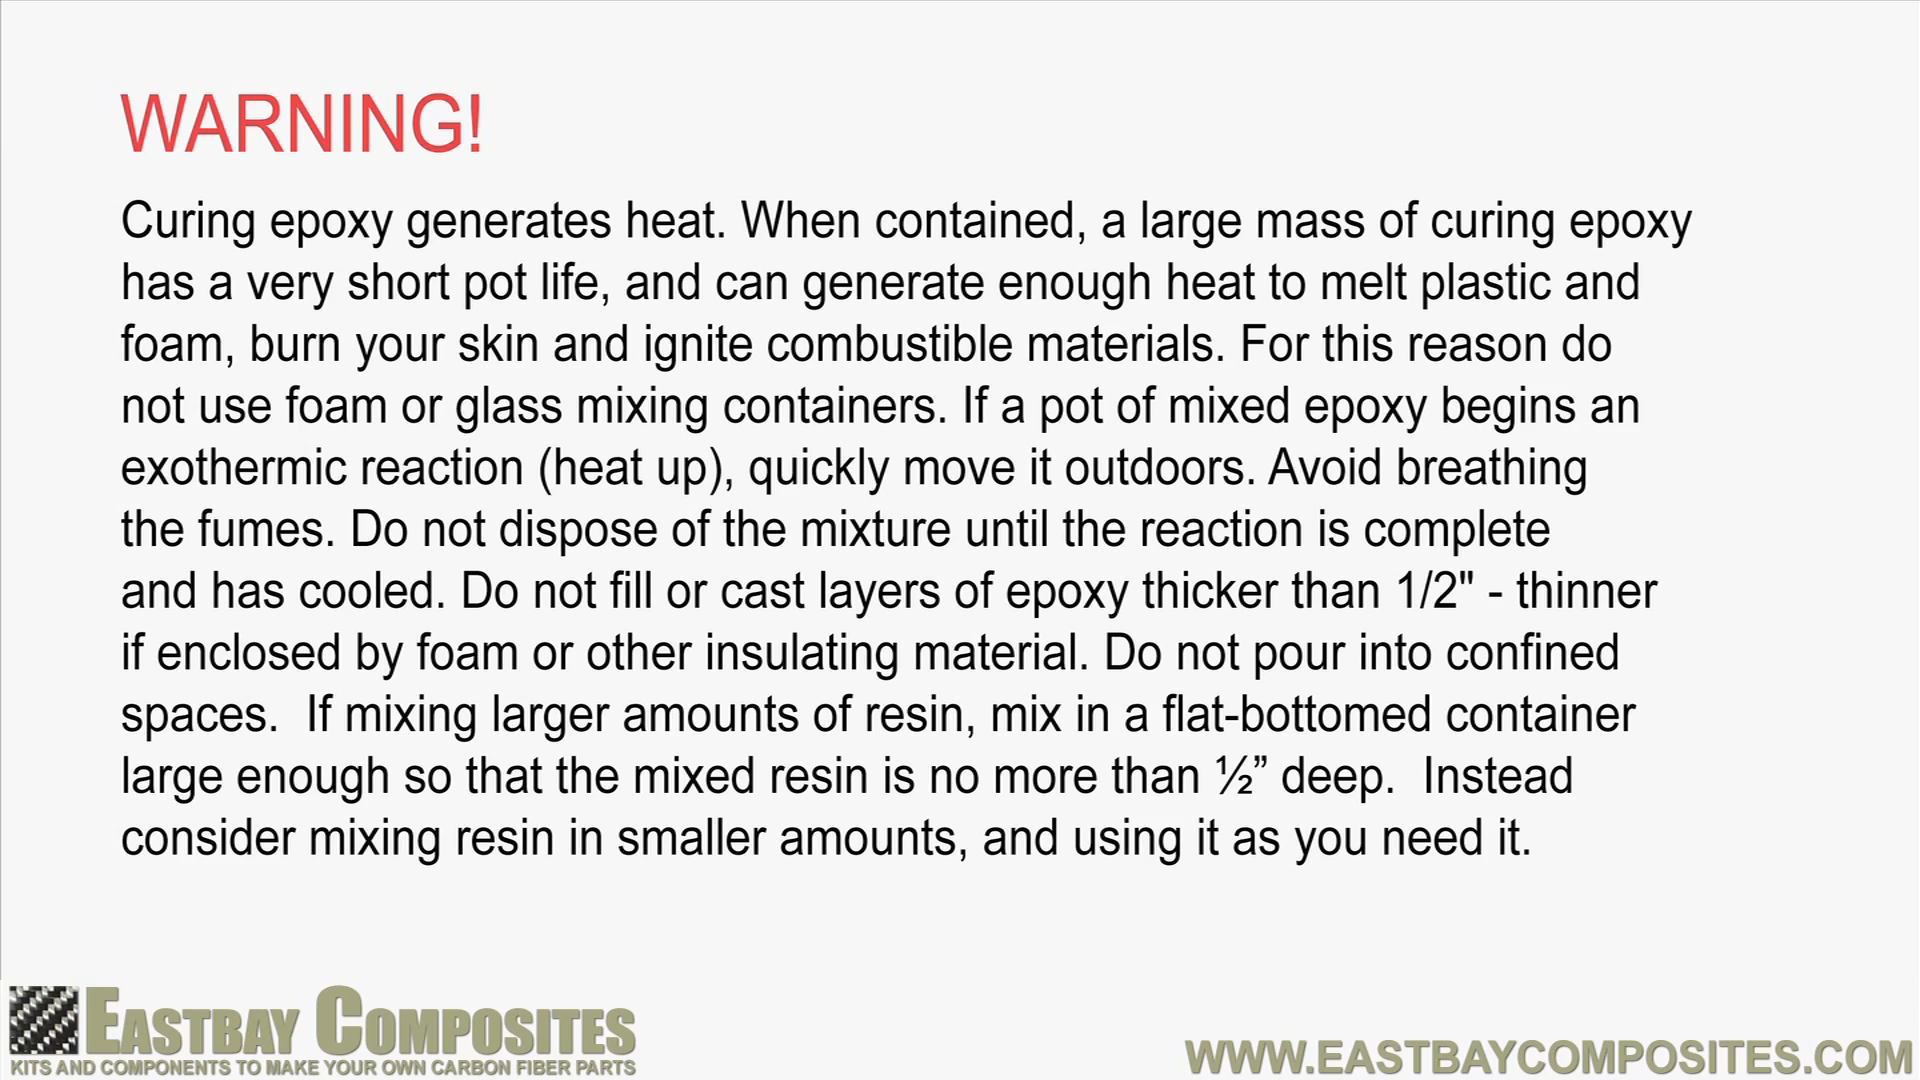 WARNING!
Curing epoxy generates heat. When contained, a large mass of curing epoxy
has a very short pot life, and can generate enough heat to melt plastic and
foam, burn your skin and ignite combustible materials. For this reason do
not use foam or glass mixing containers. If a pot of mixed epoxy begins an
exothermic reaction (heat up), quickly move it outdoors. Avoid breathing
the fumes. Do not dispose of the mixture until the reaction is complete
and has cooled. Do not fill or cast layers of epoxy thicker than 1/2" - thinner
if enclosed by foam or other insulating material. Do not pour into confined
spaces.  If mixing larger amounts of resin, mix in a flat-bottomed container
large enough so that the mixed resin is no more than ½” deep.  Instead
consider mixing resin in smaller amounts, and using it as you need it.
EASTBAY COMPOSITES
KITS AND COMPONENTS TO MAKE YOUR OWN CARBON FIBER PARTS
WWW.EASTBAYCOMPOSITES.COM